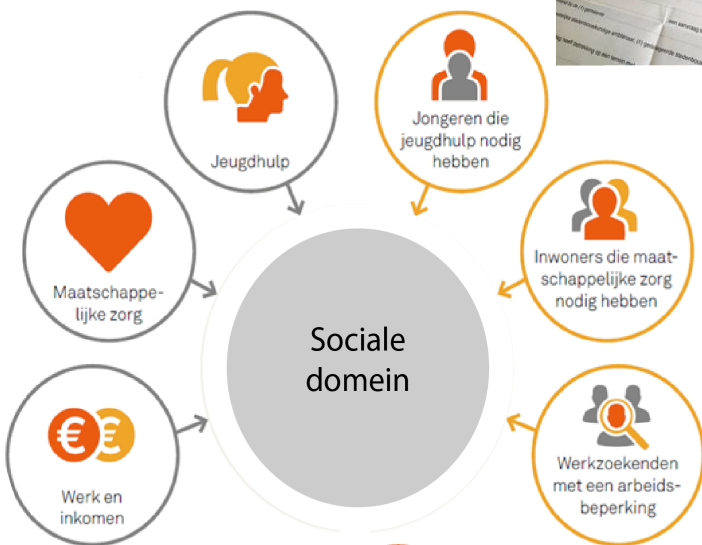 Jeugdhulp
Jongeren die
jeugdhulp nodig
hebben
Maatschappe-
lijke zorg
Inwoners die maat-
schappelijke zorg
nodig hebben
Sociale
domein
Werk en
inkomen
Werkzoekenden
met een arbeids-
beperking